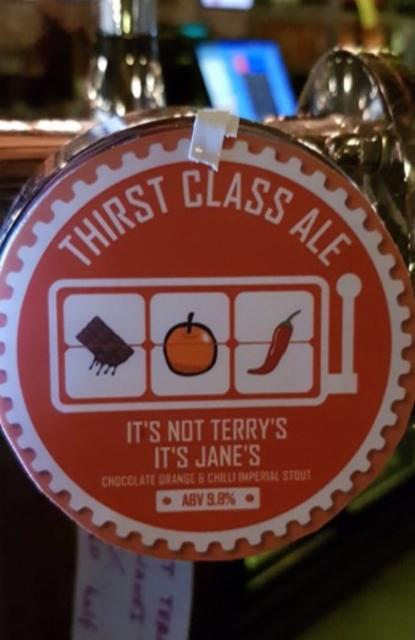 THIRST CLASS ALE
IT'S NOT TERRY'S
IT'S JANE'S
CHOCOLATE ORANGE & CHILLI IMPERIAL STOUT
ABV 9.8%